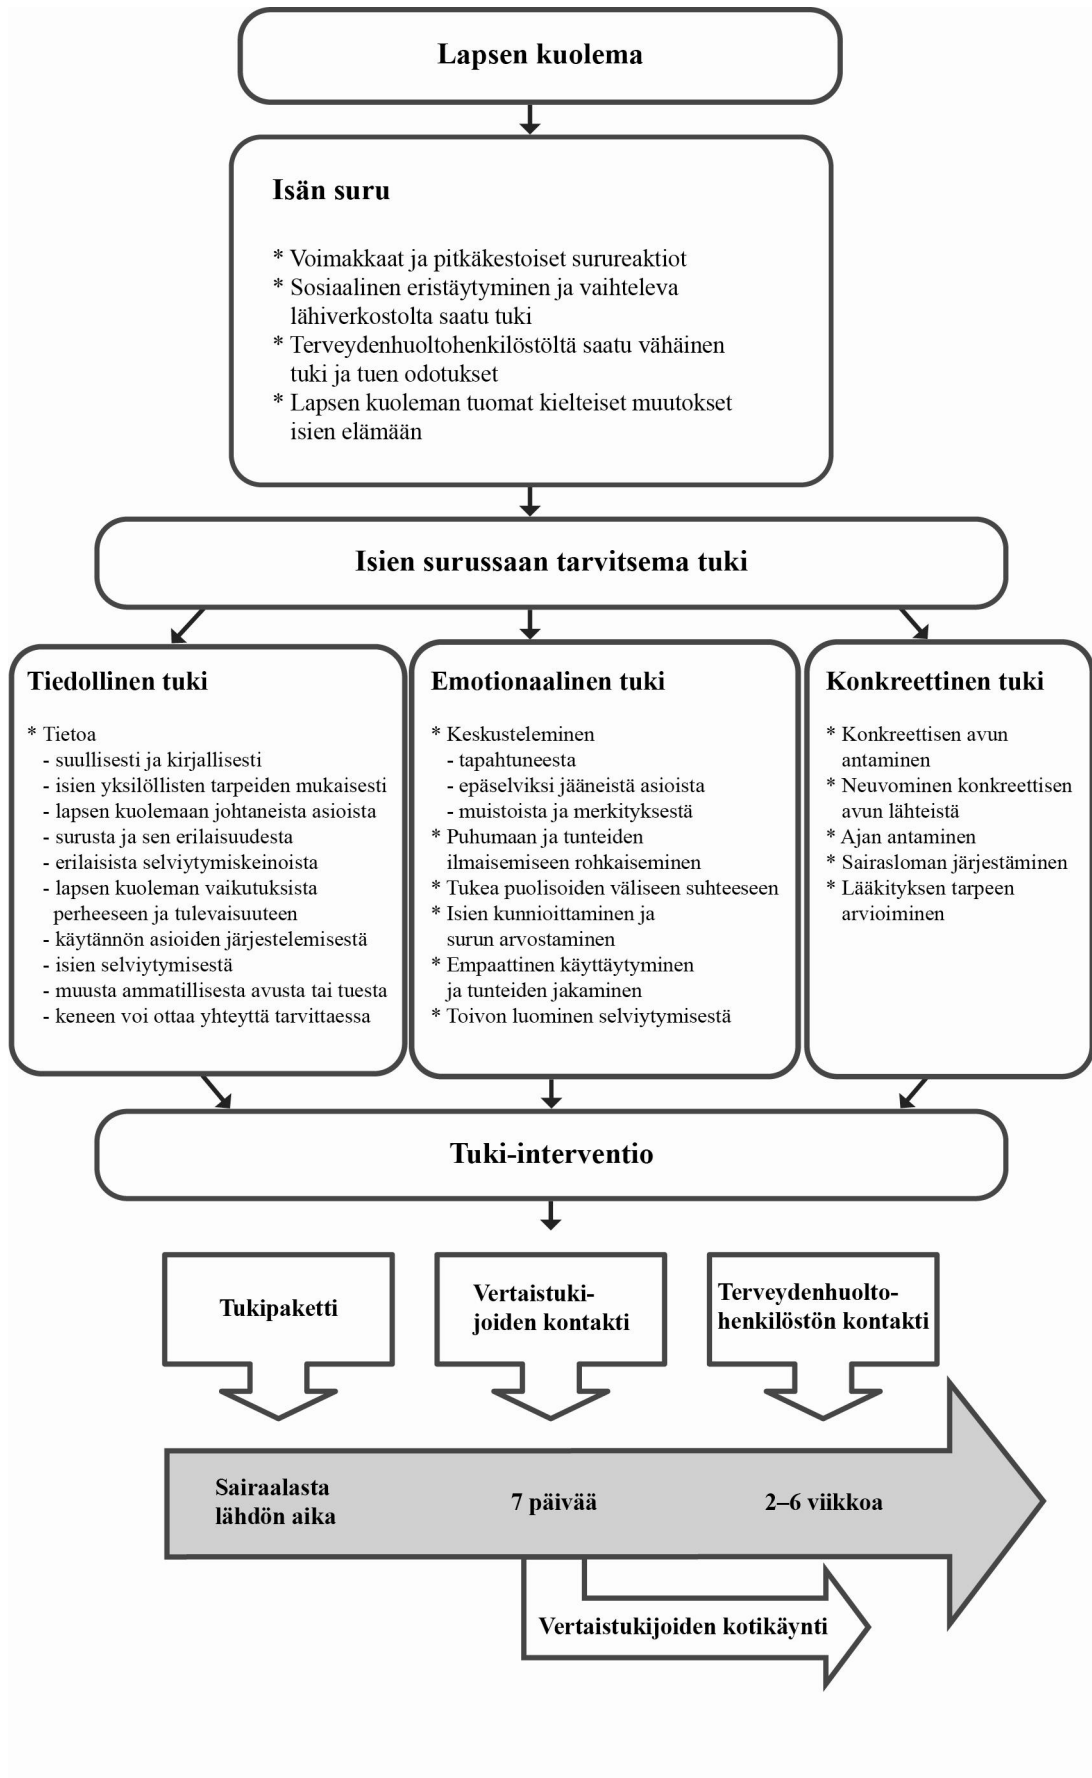 Lapsen kuolema
Isän suru
* Voimakkaat ja pitkäkestoiset surureaktiot
* Sosiaalinen eristäytyminen ja vaihteleva
lähiverkostolta saatu tuki
* Terveydenhuoltohenkilöstöltä saatu vähäinen
tuki ja tuen odotukset
* Lapsen kuoleman tuomat kielteiset muutokset
isien elämään
Isien surussaan tarvitsema tuki
Tiedollinen tuki
* Tietoa
- suullisesti ja kirjallisesti
- isien yksilöllisten tarpeiden mukaisesti
- lapsen kuolemaan johtaneista asioista
- surusta ja sen erilaisuudesta
- erilaisista selviytymiskeinoista
- lapsen kuoleman vaikutuksista
perheeseen ja tulevaisuuteen
- käytännön asioiden järjestelemisestä
- isien selviytymisestä
- muusta ammatillisesta avusta tai tuesta
- keneen voi ottaa yhteyttä tarvittaessa
Emotionaalinen tuki
* Keskusteleminen
- tapahtuneesta
- epäselviksi jääneistä asioista
- muistoista ja merkityksestä
* Puhumaan ja tunteiden
ilmaisemiseen rohkaiseminen
* Tukea puolisoiden väliseen suhteeseen
* Isien kunnioittaminen ja
surun arvostaminen
* Empaattinen käyttäytyminen
ja tunteiden jakaminen
* Toivon luominen selviytymisestä
Konkreettinen tuki
* Konkreettisen avun
antaminen
* Neuvominen konkreettisen
avun lähteistä
* Ajan antaminen
* Sairasloman järjestäminen
* Lääkityksen tarpeen
arvioiminen
Tuki-interventio
Tukipaketti
Vertaistuki-
joiden kontakti
Terveydenhuolto-
henkilöstön kontakti
Sairaalasta
lähdön aika
7 päivää
2–6 viikkoa
Vertaistukijoiden kotikäynti